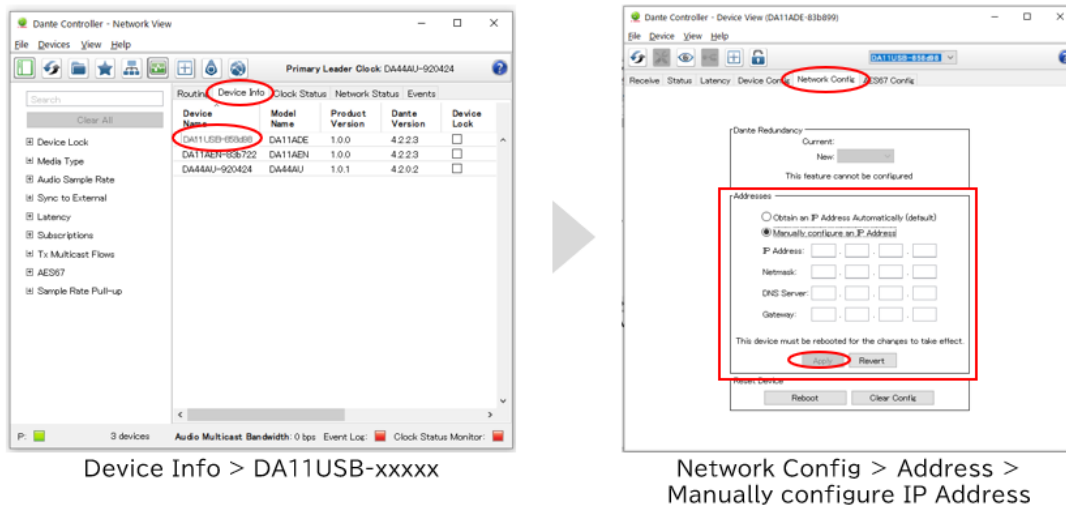 Dante Controller - Network View
File Devices View Help
Primary Leader Clock: DA44AU-920424
Search
Clear All
Device Lock
Media Type
Audio Sample Rate
Sync to External
Latency
Subscriptions
Tx Multicast Flows
AES67
Sample Rate Pull-up
Routing Device Info Clock Status Network Status Events
Device Name Model Name Product Version Dante Version Device Lock
DA11USB-858d98 DA11ADE 1.0.0 4.2.2.3
DA11AEN-83b722 DA11AEN 1.0.0 4.2.2.3
DA44AU-920424 DA44AU 1.0.1 4.2.0.2
P: 3 devices Audio Multicast Bandwidth: 0 bps Event Log: Clock Status Monitor:
Device Info > DA11USB-xxxxx
Dante Controller - Device View (DA11ADE-83b899)
File Device View Help
DA11USB-858d98
Receive Status Latency Device Config Network Config AES67 Config
Dante Redundancy
Current:
New:
This feature cannot be configured
Addresses
Obtain an IP Address Automatically (default)
Manually configure an IP Address
IP Address:
Netmask:
DNS Server:
Gateway:
This device must be rebooted for the changes to take effect.
Apply Revert
Reset Device
Reboot Clear Config
Network Config > Address >
Manually configure IP Address